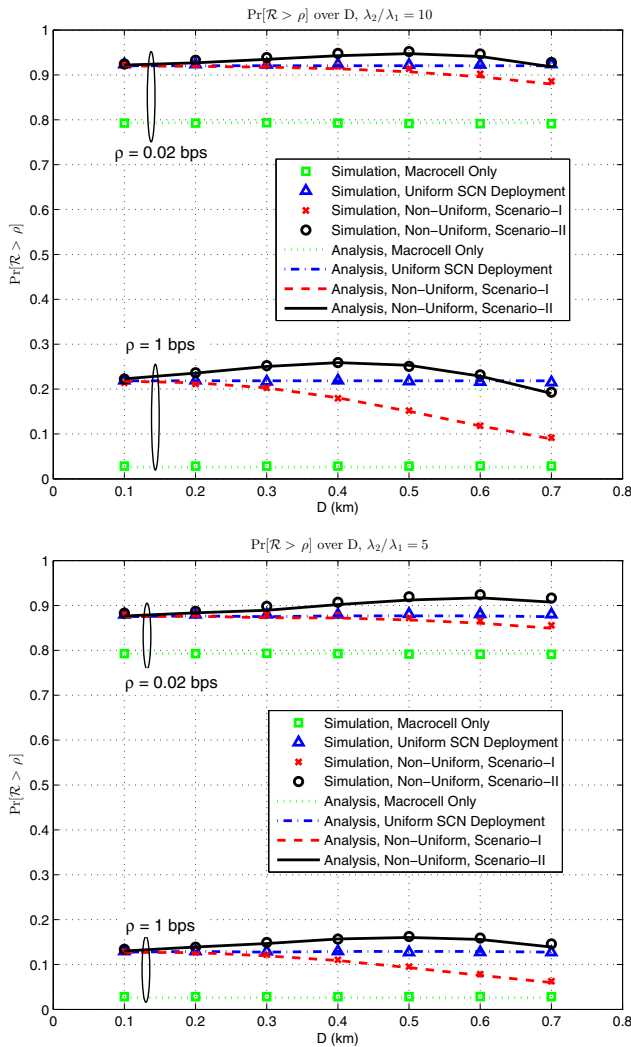 Pr[R > ρ] over D, λ₂/λ₁ = 10
1
0.9
0.8
0.7
0.6
0.5
0.4
0.3
0.2
0.1
0
Pr[R > ρ]
ρ = 0.02 bps
Simulation, Macrocell Only
Simulation, Uniform SCN Deployment
Simulation, Non−Uniform, Scenario−I
Simulation, Non−Uniform, Scenario−II
Analysis, Macrocell Only
Analysis, Uniform SCN Deployment
Analysis, Non−Uniform, Scenario−I
Analysis, Non−Uniform, Scenario−II
ρ = 1 bps
0 0.1 0.2 0.3 0.4 0.5 0.6 0.7 0.8
D (km)
Pr[R > ρ] over D, λ₂/λ₁ = 5
1
0.9
0.8
0.7
0.6
0.5
0.4
0.3
0.2
0.1
0
Pr[R > ρ]
ρ = 0.02 bps
Simulation, Macrocell Only
Simulation, Uniform SCN Deployment
Simulation, Non−Uniform, Scenario−I
Simulation, Non−Uniform, Scenario−II
Analysis, Macrocell Only
Analysis, Uniform SCN Deployment
Analysis, Non−Uniform, Scenario−I
Analysis, Non−Uniform, Scenario−II
ρ = 1 bps
0 0.1 0.2 0.3 0.4 0.5 0.6 0.7 0.8
D (km)